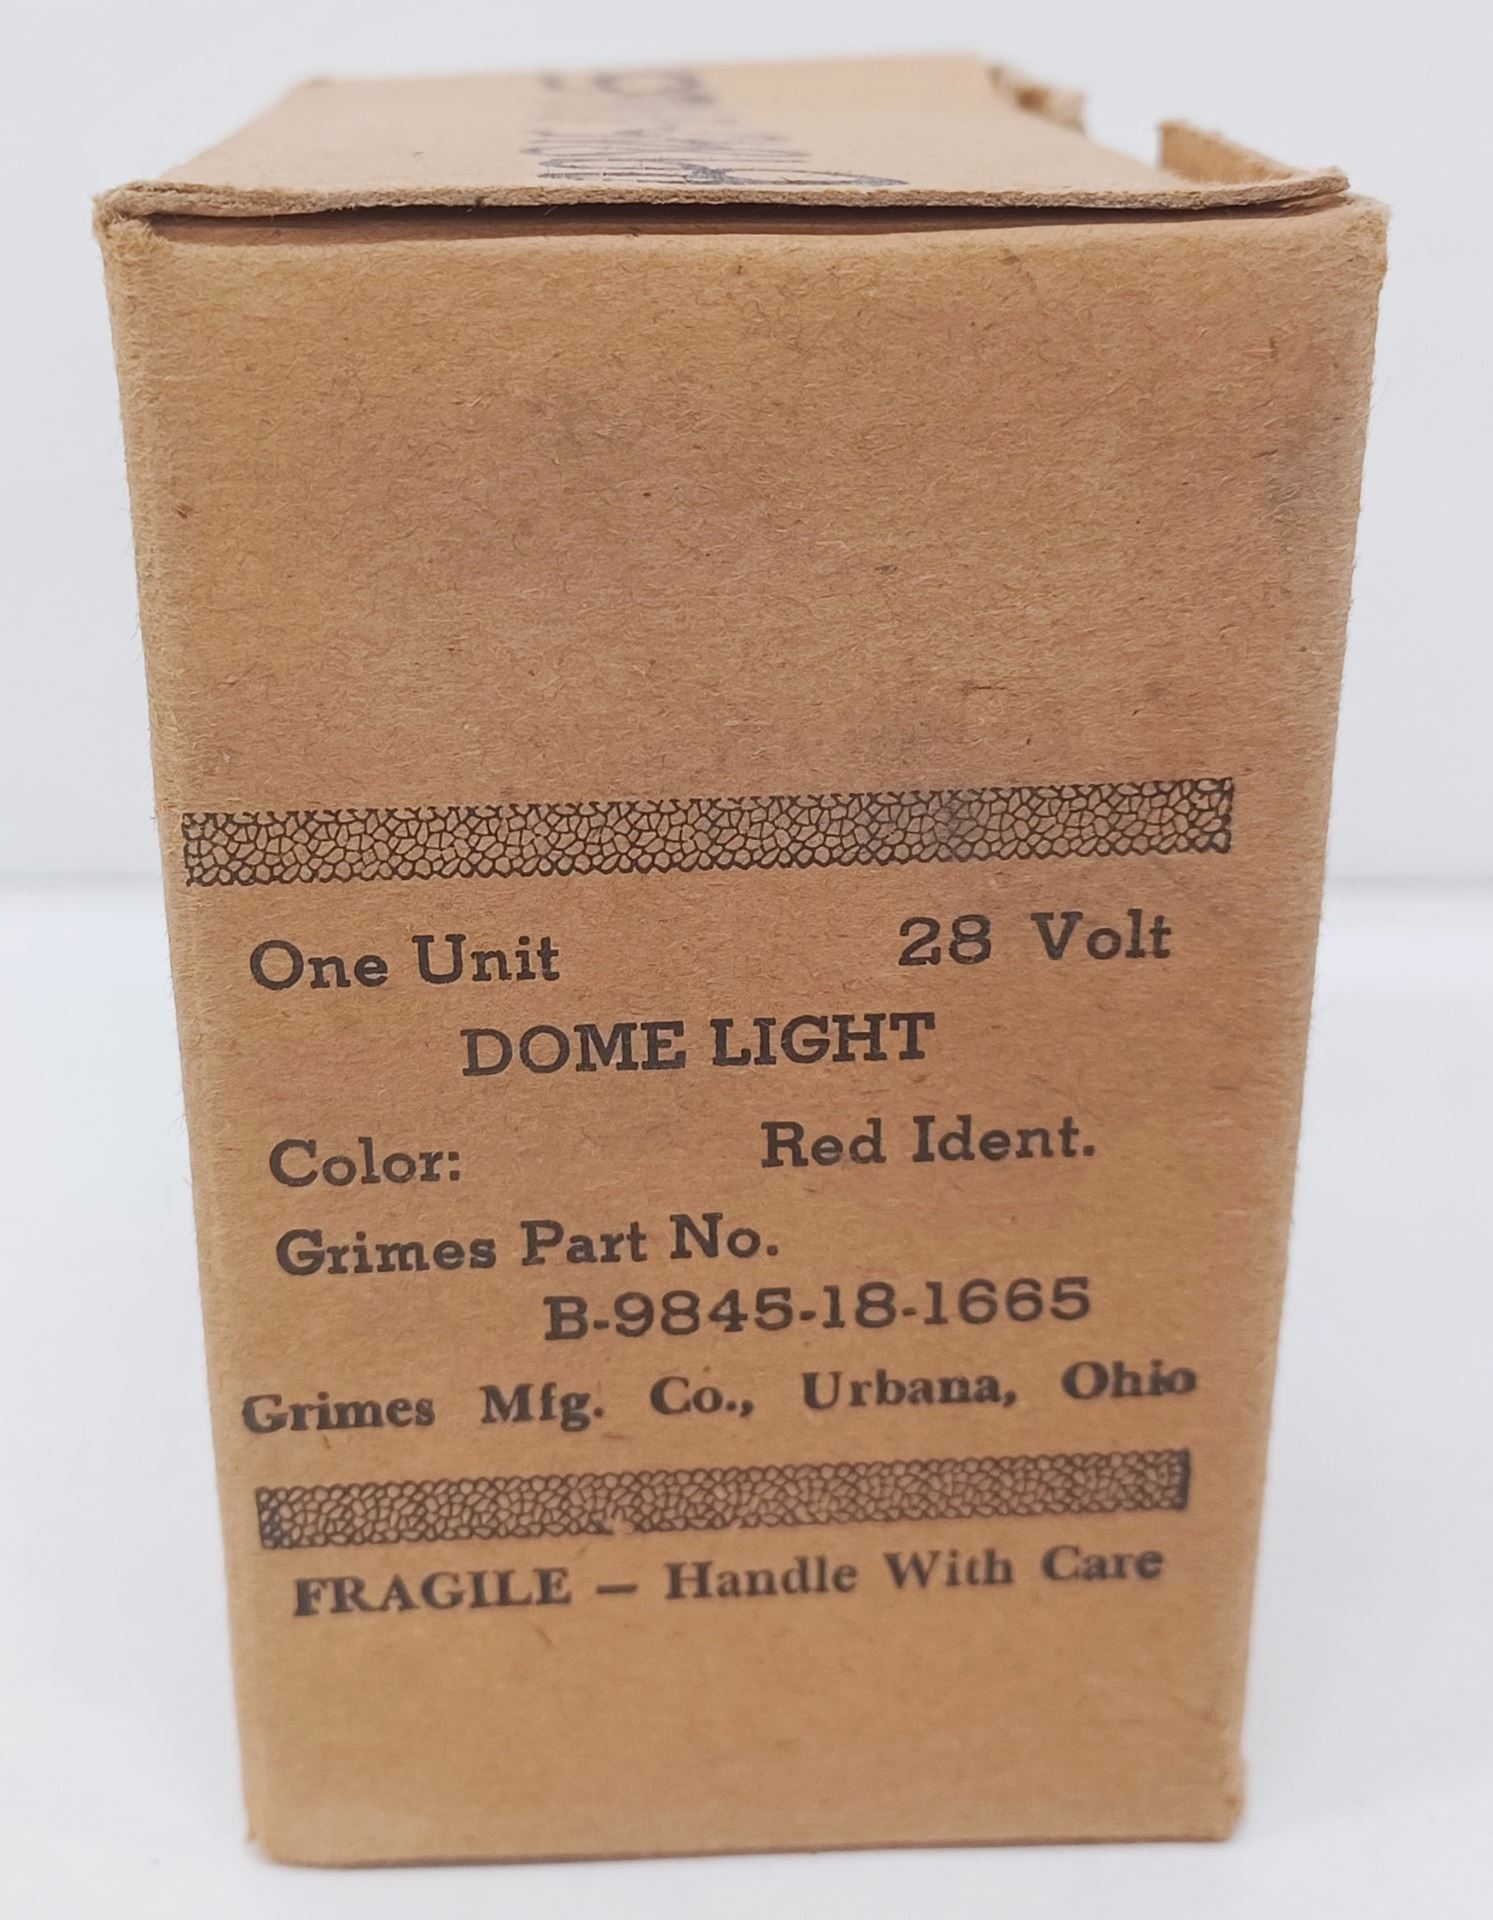 One Unit 28 Volt
DOME LIGHT
Color: Red Ident.
Grimes Part No.
B-9845-18-1665
Grimes Mfg. Co., Urbana, Ohio
FRAGILE — Handle With Care